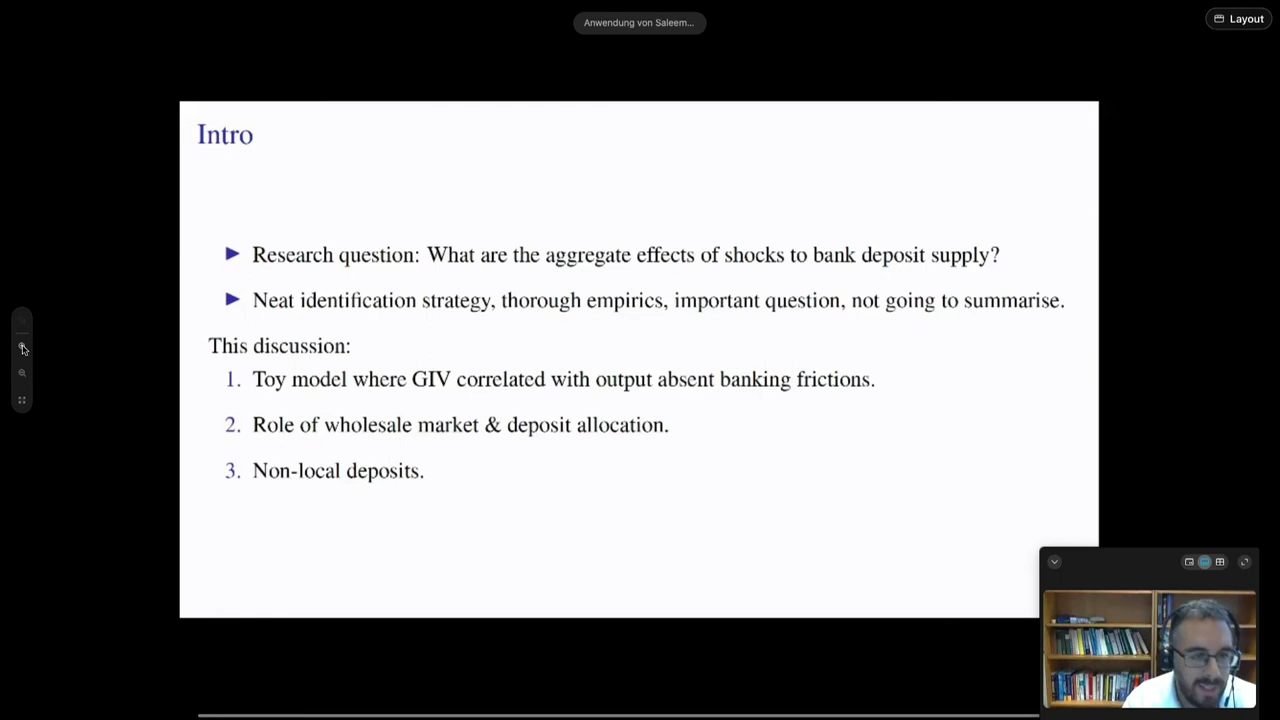 Anwendung von Saleem...
Layout
Intro
► Research question: What are the aggregate effects of shocks to bank deposit supply?
► Neat identification strategy, thorough empirics, important question, not going to summarise.
This discussion:
1. Toy model where GIV correlated with output absent banking frictions.
2. Role of wholesale market & deposit allocation.
3. Non-local deposits.